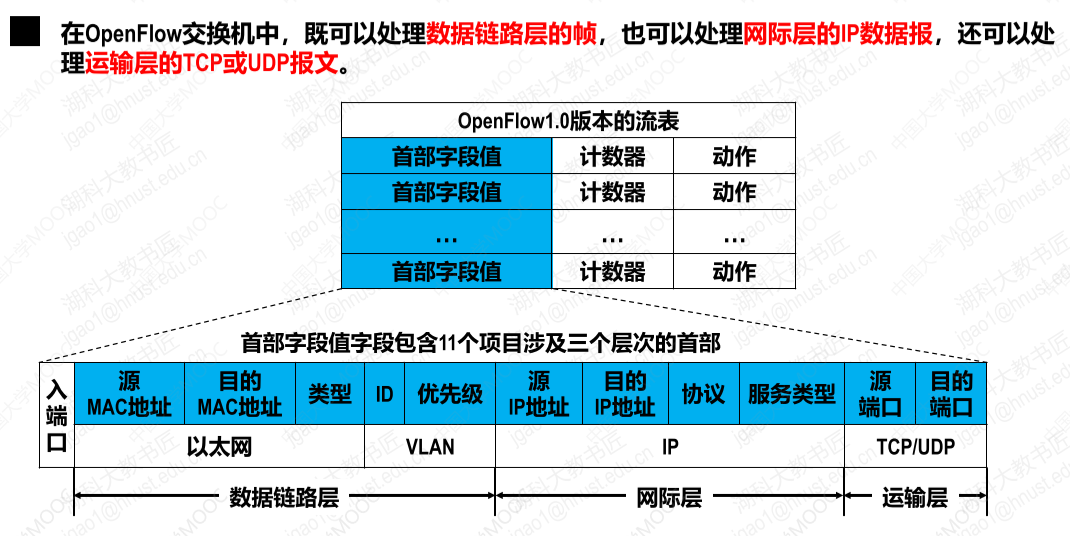 在OpenFlow交换机中，既可以处理数据链路层的帧，也可以处理网际层的IP数据报，还可以处
理运输层的TCP或UDP报文。
OpenFlow1.0版本的流表
首部字段值 计数器 动作
首部字段值 计数器 动作
… … …
首部字段值 计数器 动作
首部字段值字段包含11个项目涉及三个层次的首部
入端口
源MAC地址 目的MAC地址 类型 ID 优先级 源IP地址 目的IP地址 协议 服务类型 源端口 目的端口
以太网 VLAN IP TCP/UDP
数据链路层 网际层 运输层
中国大学MOOC
湖科大教书匠
jgao1@hnust.edu.cn